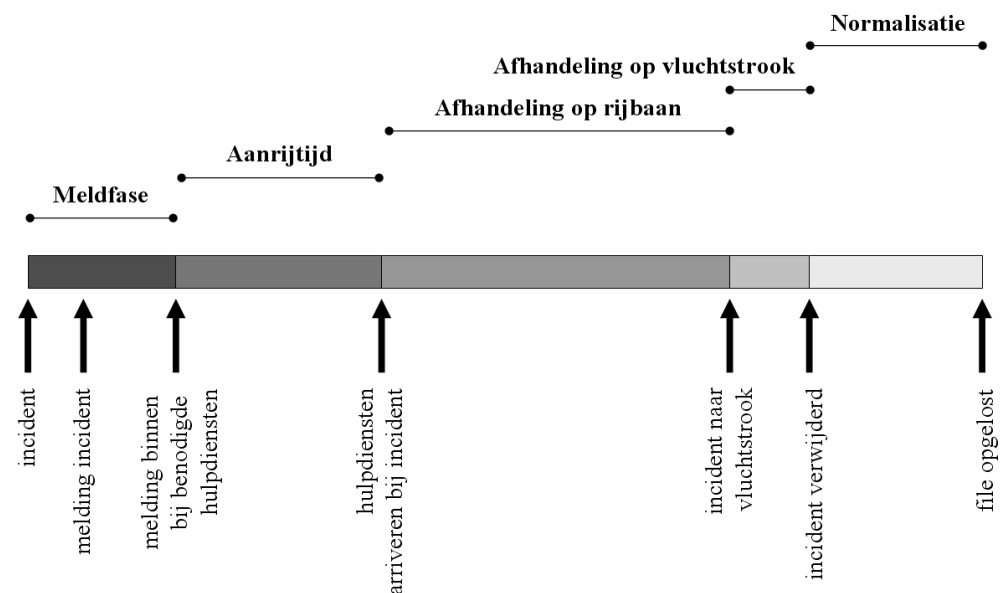 Normalisatie
Afhandeling op vluchtstrook
Afhandeling op rijbaan
Aanrijtijd
Meldfase
incident
melding incident
melding binnen
bij benodigde
hulpdiensten
hulpdiensten
arriveren bij incident
incident naar
vluchtstrook
incident verwijderd
file opgelost